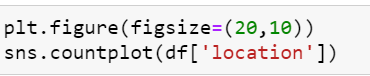 plt.figure(figsize=(20,10))
sns.countplot(df['location'])